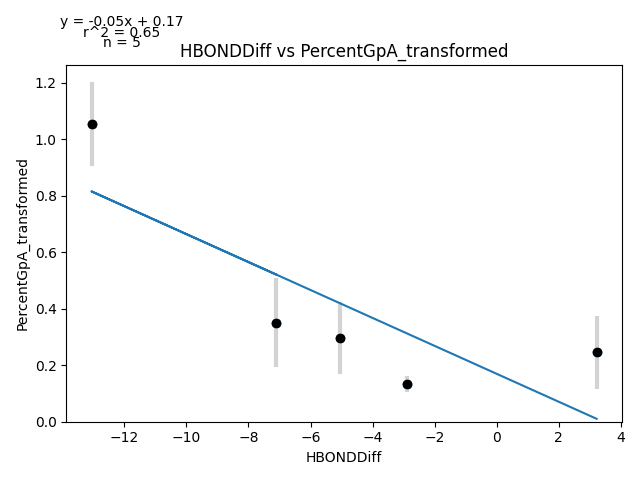 y = -0.05x + 0.17
r^2 = 0.65
n = 5
HBONDDiff vs PercentGpA_transformed
PercentGpA_transformed
1.2
1.0
0.8
0.6
0.4
0.2
0.0
−12
−10
−8
−6
−4
−2
0
2
4
HBONDDiff